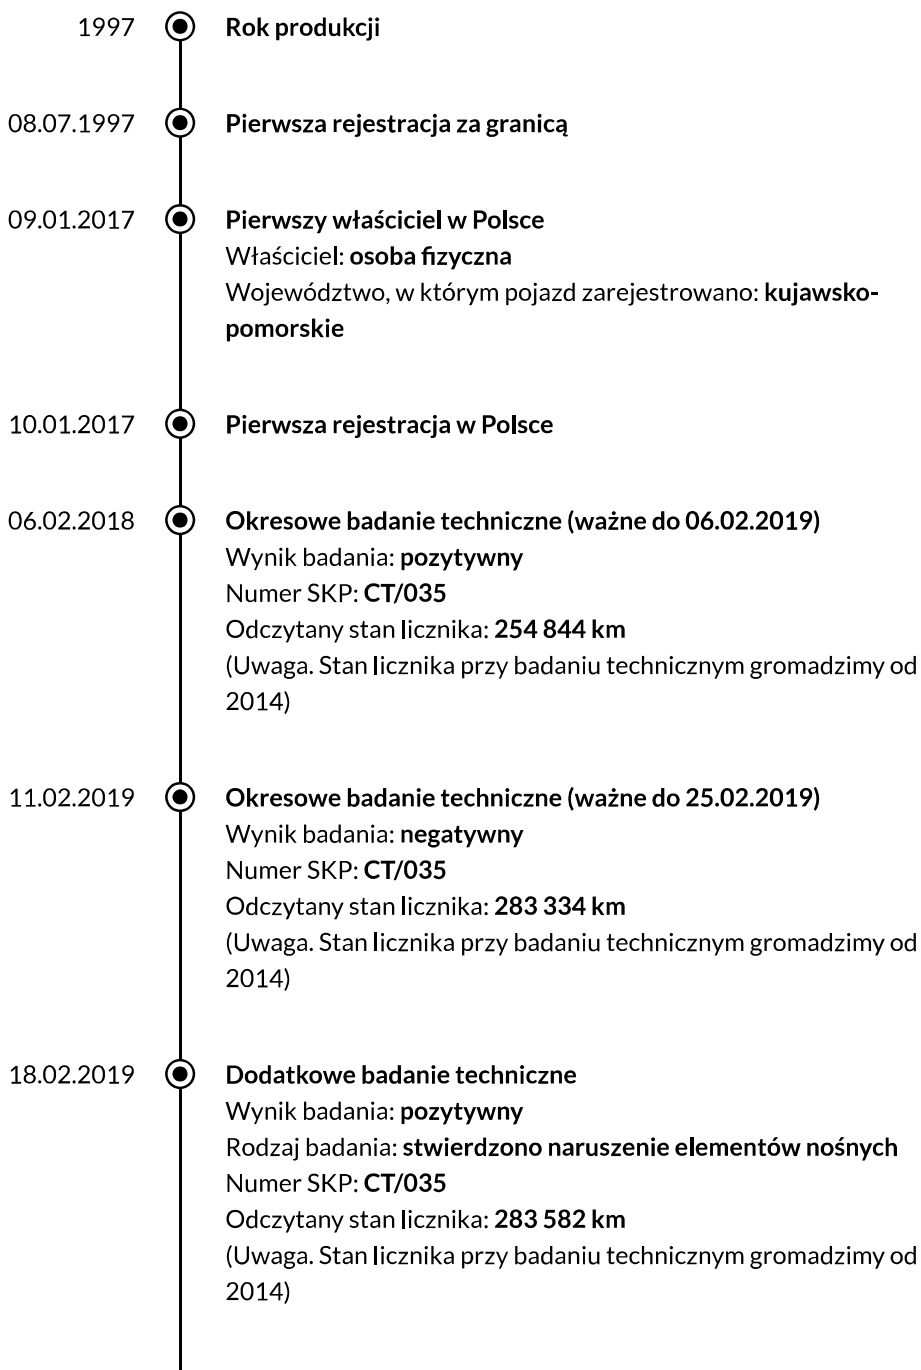 1997 Rok produkcji
08.07.1997 Pierwsza rejestracja za granicą
09.01.2017 Pierwszy właściciel w Polsce
Właściciel: osoba fizyczna
Województwo, w którym pojazd zarejestrowano: kujawsko-
pomorskie
10.01.2017 Pierwsza rejestracja w Polsce
06.02.2018 Okresowe badanie techniczne (ważne do 06.02.2019)
Wynik badania: pozytywny
Numer SKP: CT/035
Odczytany stan licznika: 254 844 km
(Uwaga. Stan licznika przy badaniu technicznym gromadzimy od
2014)
11.02.2019 Okresowe badanie techniczne (ważne do 25.02.2019)
Wynik badania: negatywny
Numer SKP: CT/035
Odczytany stan licznika: 283 334 km
(Uwaga. Stan licznika przy badaniu technicznym gromadzimy od
2014)
18.02.2019 Dodatkowe badanie techniczne
Wynik badania: pozytywny
Rodzaj badania: stwierdzono naruszenie elementów nośnych
Numer SKP: CT/035
Odczytany stan licznika: 283 582 km
(Uwaga. Stan licznika przy badaniu technicznym gromadzimy od
2014)